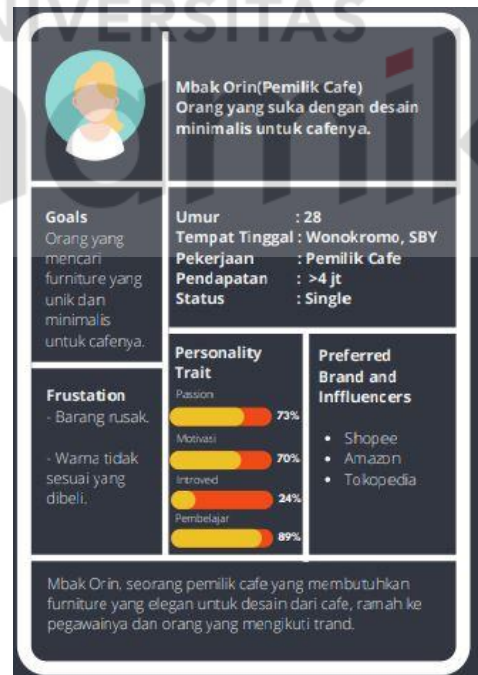 UNIVERSITAS
Mbak Orin(Pemilik Cafe)
Orang yang suka dengan desain
minimalis untuk cafenya.
Goals
Orang yang
mencari
furniture yang
unik dan
minimalis
untuk cafenya.
Umur : 28
Tempat Tinggal : Wonokromo, SBY
Pekerjaan : Pemilik Cafe
Pendapatan : >4 jt
Status : Single
Frustation
- Barang rusak.
- Warna tidak
sesuai yang
dibeli.
Personality
Trait
Passion
73%
Motivasi
70%
Introved
24%
Pembelajar
89%
Preferred
Brand and
Inffluencers
• Shopee
• Amazon
• Tokopedia
Mbak Orin, seorang pemilik cafe yang membutuhkan
furniture yang elegan untuk desain dari cafe, ramah ke
pegawainya dan orang yang mengikuti trand.